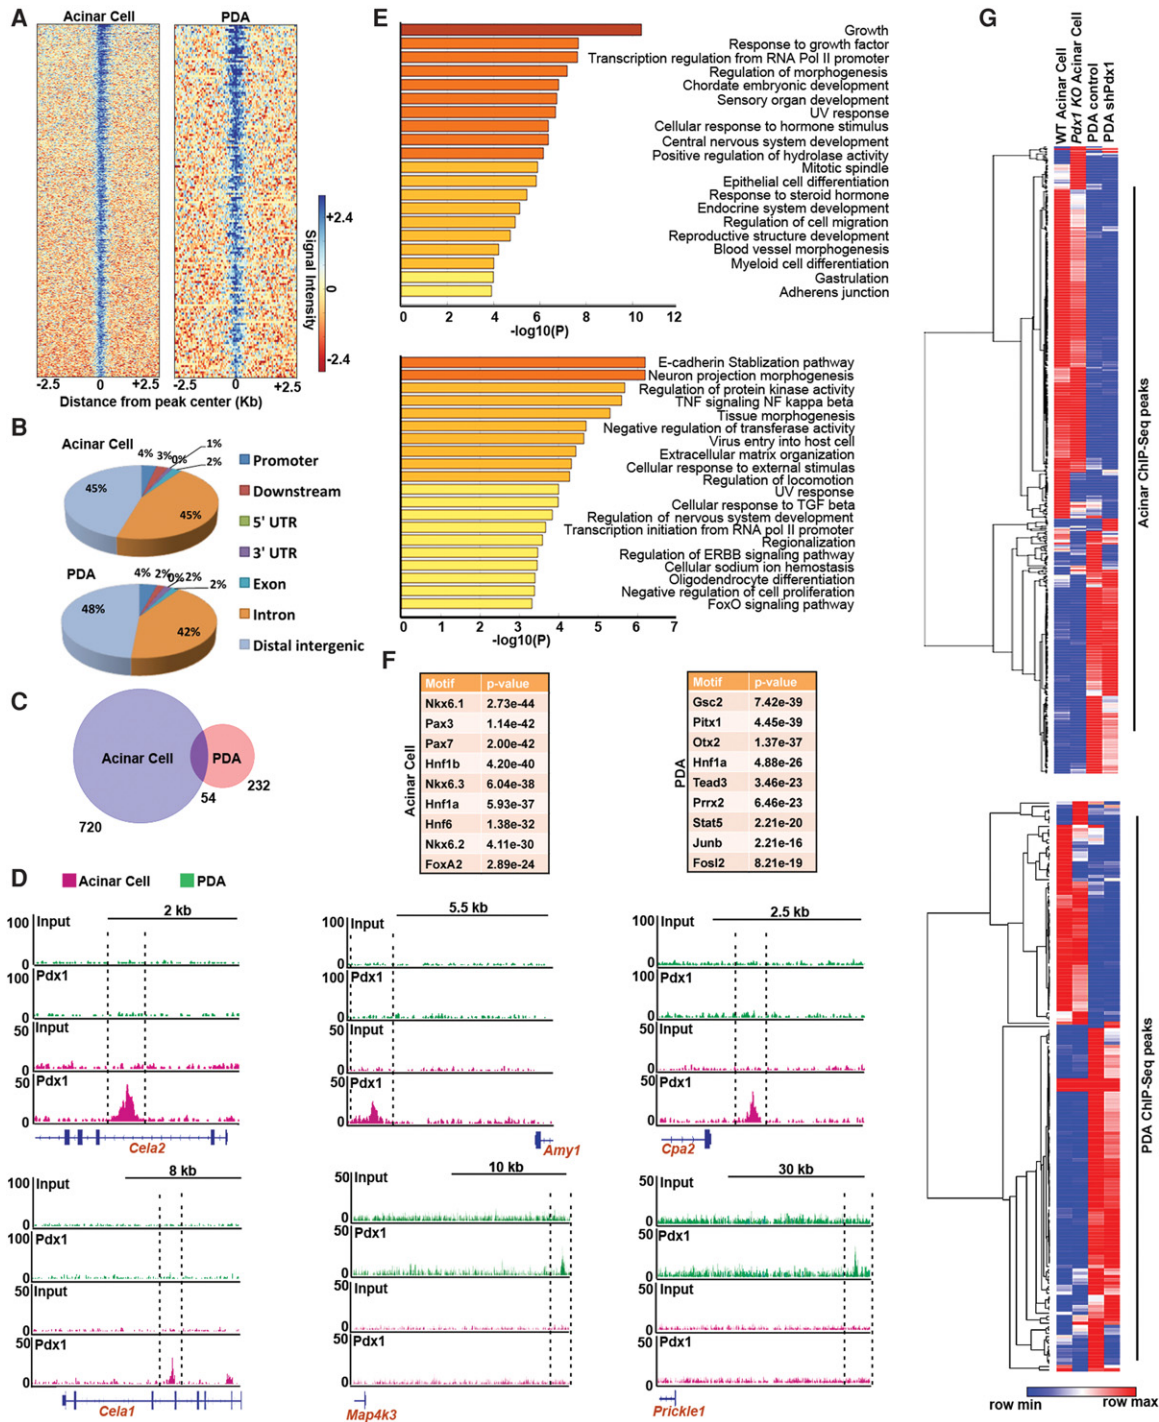 A
Acinar Cell
PDA
-2.5
0
+2.5
-2.5
0
+2.5
Distance from peak center (Kb)
+2.4
0
-2.4
Signal Intensity
B
Acinar Cell
4%
3%
0%
1%
2%
45%
45%
PDA
4%
2%
0%
2%
2%
48%
42%
Promoter
Downstream
5' UTR
3' UTR
Exon
Intron
Distal intergenic
C
Acinar Cell
PDA
720
54
232
D
Acinar Cell
PDA
2 kb
100
Input
0
100
Pdx1
0
50
Input
0
50
Pdx1
0
Cela2
5.5 kb
100
Input
0
100
Pdx1
0
50
Input
0
50
Pdx1
0
Amy1
2.5 kb
100
Input
0
100
Pdx1
0
50
Input
0
50
Pdx1
0
Cpa2
8 kb
100
Input
0
100
Pdx1
0
50
Input
0
50
Pdx1
0
Cela1
10 kb
50
Input
0
50
Pdx1
0
50
Input
0
50
Pdx1
0
Map4k3
30 kb
50
Input
0
50
Pdx1
0
50
Input
0
50
Pdx1
0
Prickle1
E
Growth
Response to growth factor
Transcription regulation from RNA Pol II promoter
Regulation of morphogenesis
Chordate embryonic development
Sensory organ development
UV response
Cellular response to hormone stimulus
Central nervous system development
Positive regulation of hydrolase activity
Mitotic spindle
Epithelial cell differentiation
Response to steroid hormone
Endocrine system development
Regulation of cell migration
Reproductive structure development
Blood vessel morphogenesis
Myeloid cell differentiation
Gastrulation
Adherens junction
0 2 4 6 8 10 12
-log10(P)
E-cadherin Stablization pathway
Neuron projection morphogenesis
Regulation of protein kinase activity
TNF signaling NF kappa beta
Tissue morphogenesis
Negative regulation of transferase activity
Virus entry into host cell
Extracellular matrix organization
Cellular response to external stimulas
Regulation of locomotion
UV response
Cellular response to TGF beta
Regulation of nervous system development
Transcription initiation from RNA pol II promoter
Regionalization
Regulation of ERBB signaling pathway
Cellular sodium ion hemostasis
Oligodendrocyte differentiation
Negative regulation of cell proliferation
FoxO signaling pathway
0 1 2 3 4 5 6 7
-log10(P)
F
Acinar Cell
Motif p-value
Nkx6.1 2.73e-44
Pax3 1.14e-42
Pax7 2.00e-42
Hnf1b 4.20e-40
Nkx6.3 6.04e-38
Hnf1a 5.93e-37
Hnf6 1.38e-32
Nkx6.2 4.11e-30
FoxA2 2.89e-24
PDA
Motif p-value
Gsc2 7.42e-39
Pitx1 4.45e-39
Otx2 1.37e-37
Hnf1a 4.88e-26
Tead3 3.46e-23
Prrx2 6.46e-23
Stat5 2.21e-20
Junb 2.21e-16
Fosl2 8.21e-19
G
WT Acinar Cell
Pdx1 KO Acinar Cell
PDA control
PDA shPdx1
Acinar ChIP-Seq peaks
PDA ChIP-Seq peaks
row min
row max